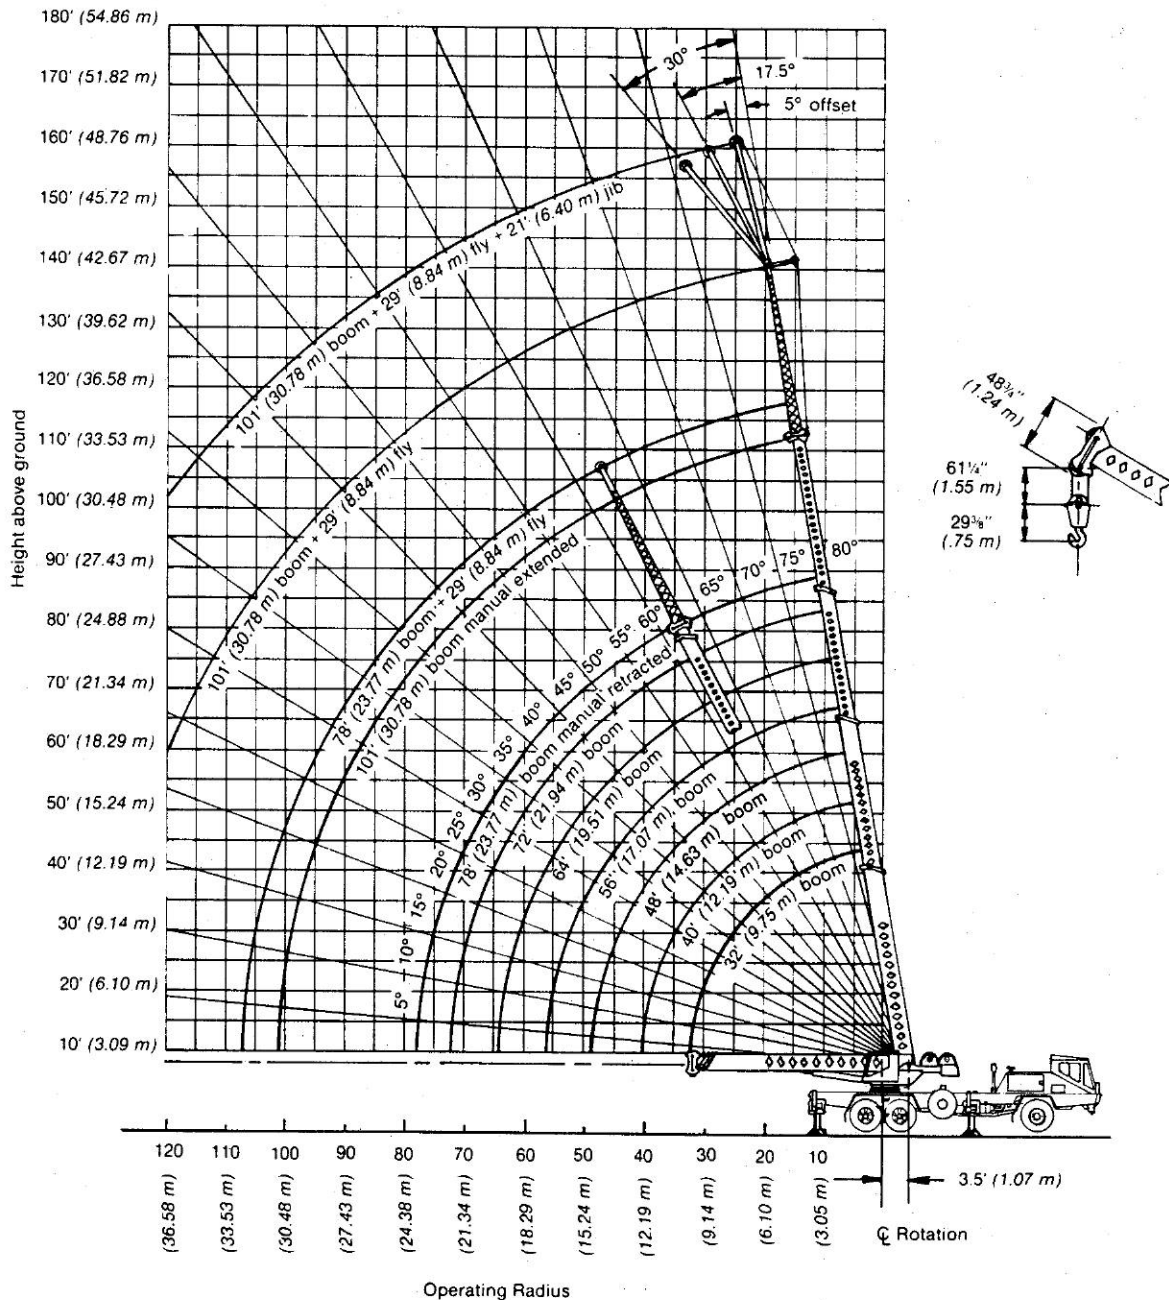 180' (54.86 m)
170' (51.82 m)
160' (48.76 m)
150' (45.72 m)
140' (42.67 m)
130' (39.62 m)
120' (36.58 m)
110' (33.53 m)
100' (30.48 m)
90' (27.43 m)
80' (24.88 m)
70' (21.34 m)
60' (18.29 m)
50' (15.24 m)
40' (12.19 m)
30' (9.14 m)
20' (6.10 m)
10' (3.09 m)
Height above ground
30°
17.5°
5° offset
101' (30.78 m) boom + 29' (8.84 m) fly + 21' (6.40 m) jib
101' (30.78 m) boom + 29' (8.84 m) fly
78' (23.77 m) boom + 29' (8.84 m) fly
101' (30.78 m) boom manual extended
5° 10° 15° 20° 25° 30° 35° 40° 45° 50° 55° 60° 65° 70° 75° 80°
78' (23.77 m) boom manual retracted
72' (21.94 m) boom
64' (19.51 m) boom
56' (17.07 m) boom
48' (14.63 m) boom
40' (12.19 m) boom
32' (9.75 m) boom
48¾"
(1.24 m)
61¼"
(1.55 m)
29⅜"
(.75 m)
120 110 100 90 80 70 60 50 40 30 20 10
(36.58 m) (33.53 m) (30.48 m) (27.43 m) (24.38 m) (21.34 m) (18.29 m) (15.24 m) (12.19 m) (9.14 m) (6.10 m) (3.05 m)
3.5' (1.07 m)
℄ Rotation
Operating Radius